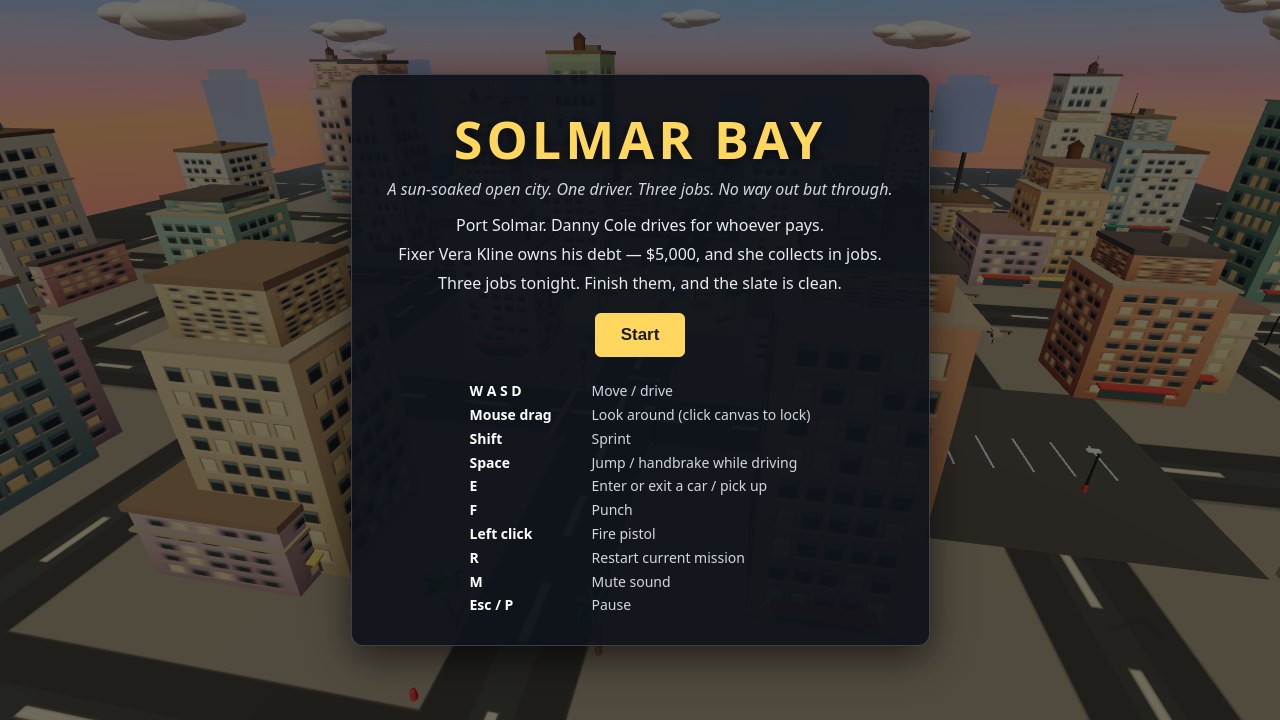 SOLMAR BAY
A sun-soaked open city. One driver. Three jobs. No way out but through.
Port Solmar. Danny Cole drives for whoever pays.
Fixer Vera Kline owns his debt — $5,000, and she collects in jobs.
Three jobs tonight. Finish them, and the slate is clean.
Start
W A S D Move / drive
Mouse drag Look around (click canvas to lock)
Shift Sprint
Space Jump / handbrake while driving
E Enter or exit a car / pick up
F Punch
Left click Fire pistol
R Restart current mission
M Mute sound
Esc / P Pause